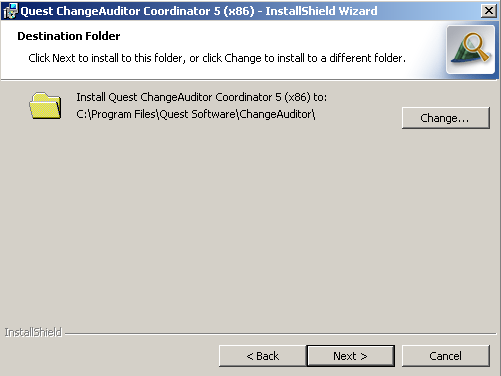 Quest ChangeAuditor Coordinator 5 (x86) - InstallShield Wizard
Destination Folder
Click Next to install to this folder, or click Change to install to a different folder.
Install Quest ChangeAuditor Coordinator 5 (x86) to:
C:\Program Files\Quest Software\ChangeAuditor\
Change...
InstallShield
< Back
Next >
Cancel